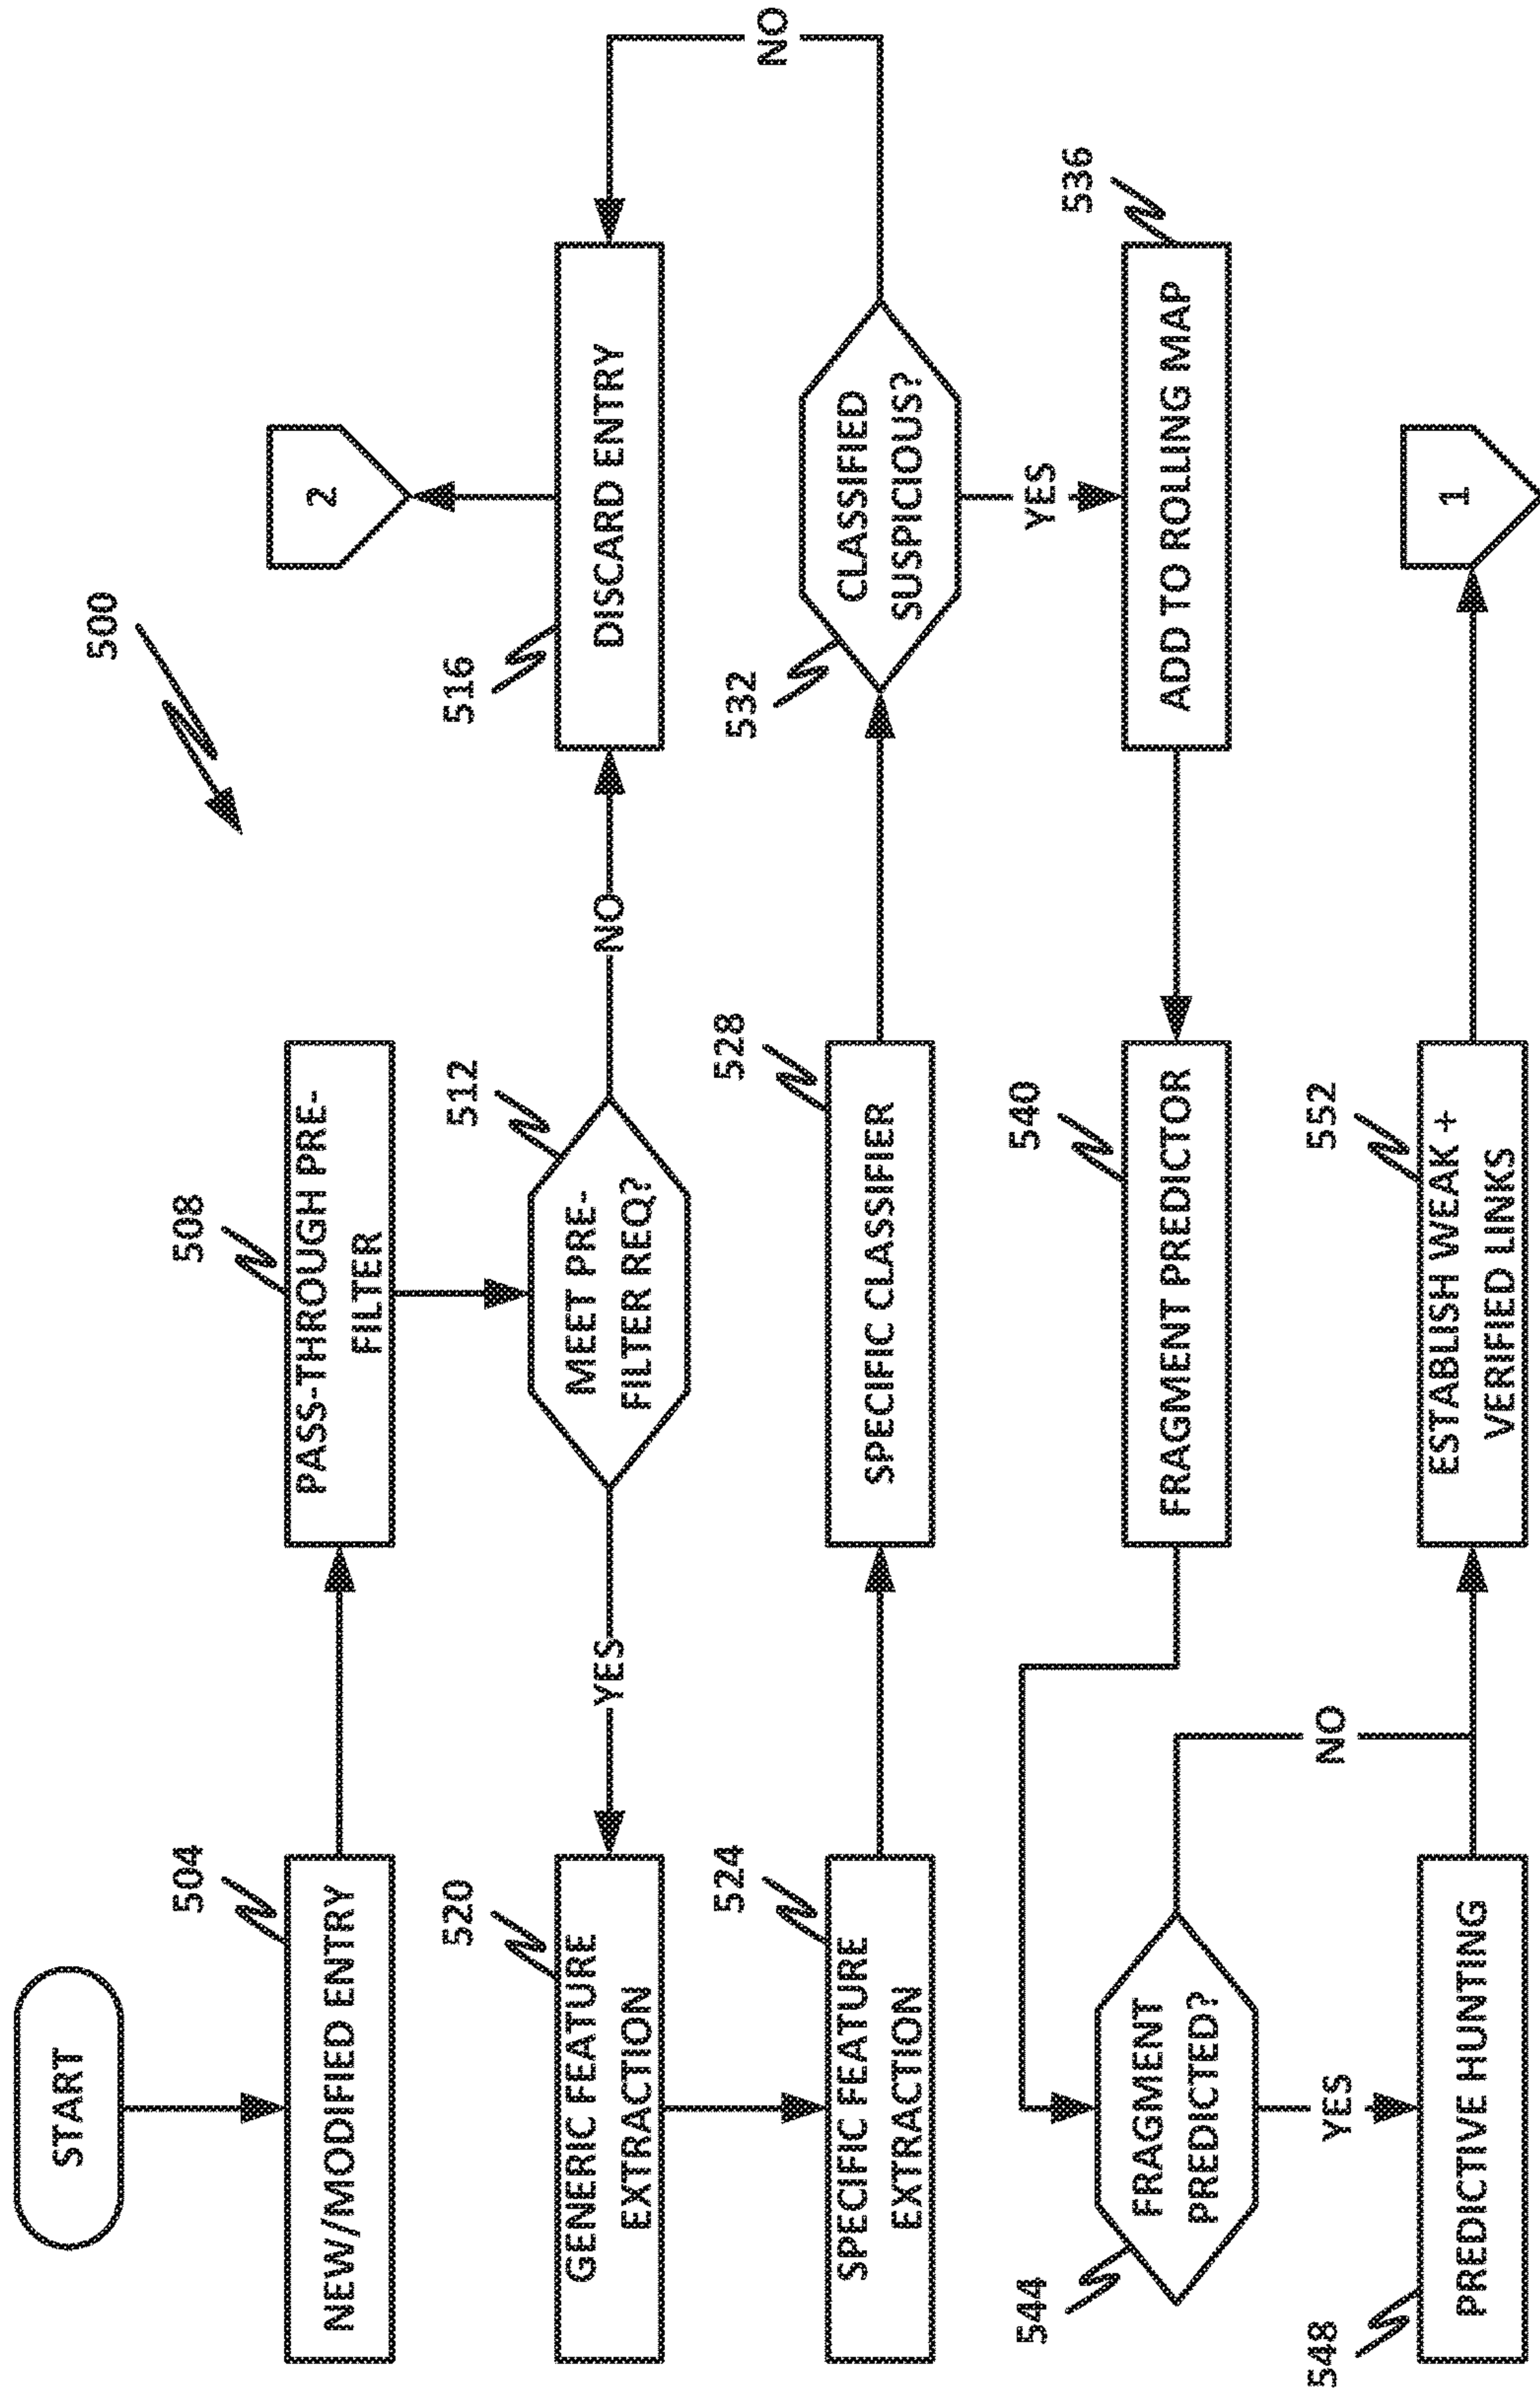 500
START
504
NEW/MODIFIED ENTRY
508
PASS-THROUGH PRE-
FILTER
2
512
MEET PRE-
FILTER REQ?
NO
516
DISCARD ENTRY
YES
520
GENERIC FEATURE
EXTRACTION
524
SPECIFIC FEATURE
EXTRACTION
528
SPECIFIC CLASSIFIER
532
CLASSIFIED
SUSPICIOUS?
NO
YES
536
ADD TO ROLLING MAP
540
FRAGMENT PREDICTOR
544
FRAGMENT
PREDICTED?
NO
YES
548
PREDICTIVE HUNTING
552
ESTABLISH WEAK +
VERIFIED LINKS
1